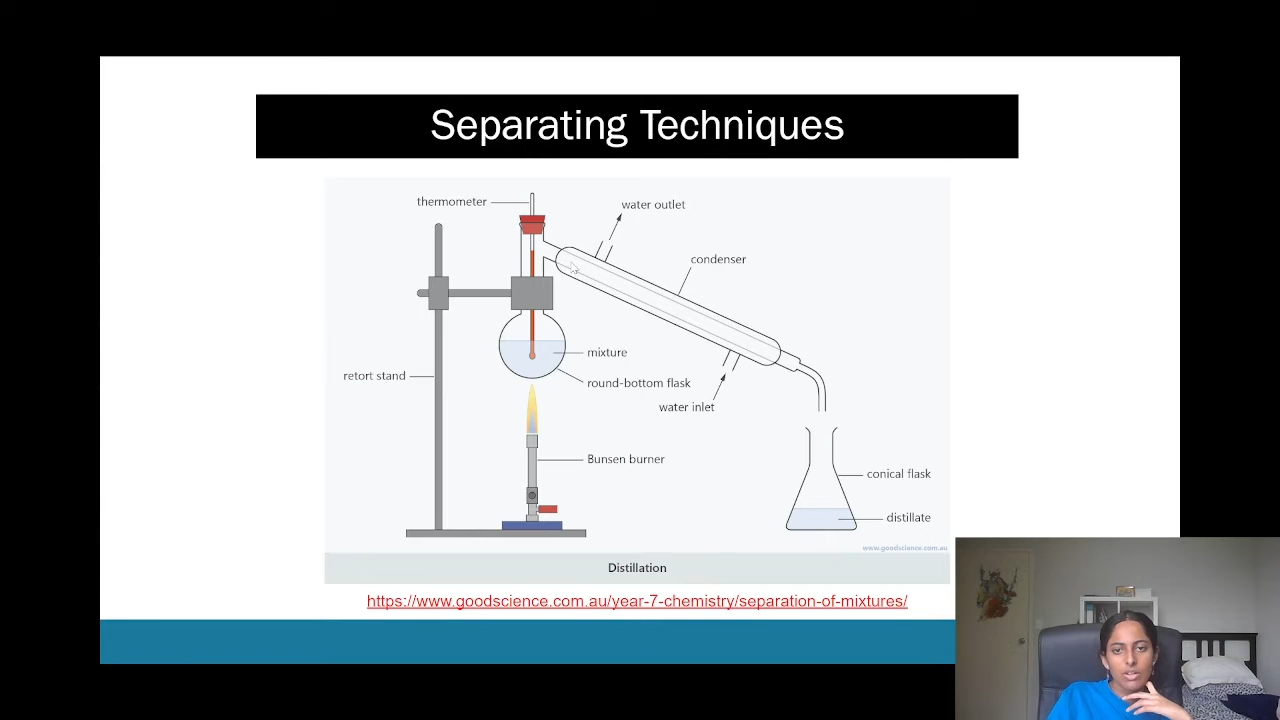 Separating Techniques
thermometer
water outlet
condenser
mixture
retort stand
round-bottom flask
water inlet
Bunsen burner
conical flask
distillate
www.goodscience.com.au
Distillation
https://www.goodscience.com.au/year-7-chemistry/separation-of-mixtures/